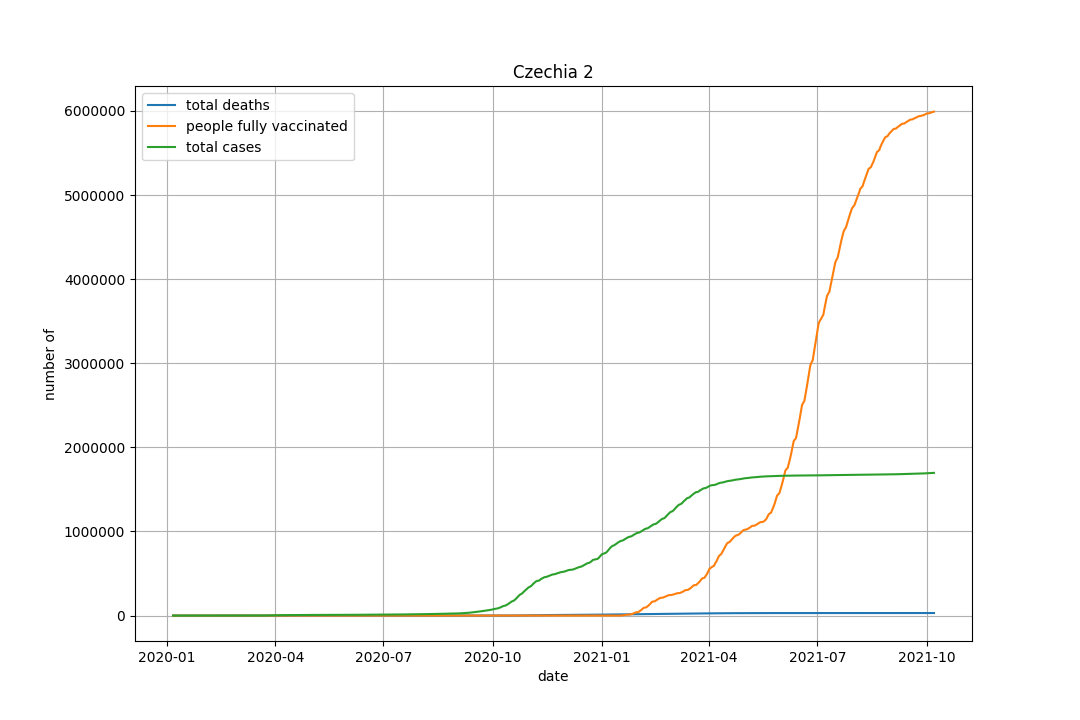 Czechia 2
total deaths
people fully vaccinated
total cases
6000000
5000000
4000000
3000000
2000000
1000000
0
number of
2020-01 2020-04 2020-07 2020-10 2021-01 2021-04 2021-07 2021-10
date